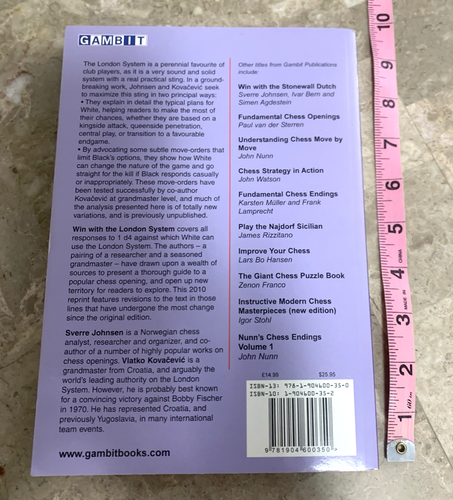 GAMBIT
The London System is a perennial favourite of
club players, as it is a very sound and solid
system with a real practical sting. In a ground-
breaking work, Johnsen and Kovačević seek
to maximize this sting in two principal ways:
• They explain in detail the typical plans for
White, helping readers to make the most of
their chances, whether they are based on a
kingside attack, queenside penetration,
central play, or transition to a favourable
endgame.
• By advocating some subtle move-orders that
limit Black's options, they show how White
can change the nature of the game and go
straight for the kill if Black responds casually
or inappropriately. These move-orders have
been tested successfully by co-author
Kovačević at grandmaster level, and much of
the analysis presented here is of totally new
variations, and is previously unpublished.
Win with the London System covers all
responses to 1 d4 against which White can
use the London System. The authors – a
pairing of a researcher and a seasoned
grandmaster – have drawn upon a wealth of
sources to present a thorough guide to a
popular chess opening, and open up new
territory for readers to explore. This 2010
reprint features revisions to the text in those
lines that have undergone the most change
since the original edition.
Sverre Johnsen is a Norwegian chess
analyst, researcher and organizer, and co-
author of a number of highly popular works on
chess openings. Vlatko Kovačević is a
grandmaster from Croatia, and arguably the
world's leading authority on the London
System. However, he is probably best known
for a convincing victory against Bobby Fischer
in 1970. He has represented Croatia, and
previously Yugoslavia, in many international
team events.
www.gambitbooks.com
Other titles from Gambit Publications
include:
Win with the Stonewall Dutch
Sverre Johnsen, Ivar Bern and
Simen Agdestein
Fundamental Chess Openings
Paul van der Sterren
Understanding Chess Move by
Move
John Nunn
Chess Strategy in Action
John Watson
Fundamental Chess Endings
Karsten Müller and Frank
Lamprecht
Play the Najdorf Sicilian
James Rizzitano
Improve Your Chess
Lars Bo Hansen
The Giant Chess Puzzle Book
Zenon Franco
Instructive Modern Chess
Masterpieces (new edition)
Igor Stohl
Nunn's Chess Endings
Volume 1
John Nunn
£14.99 $25.95
ISBN-13: 978-1-904600-35-0
ISBN-10: 1-904600-35-2
9 781904 600350 >
10
9
8
7
6
5
4
3
2
1
MADE IN CHINA